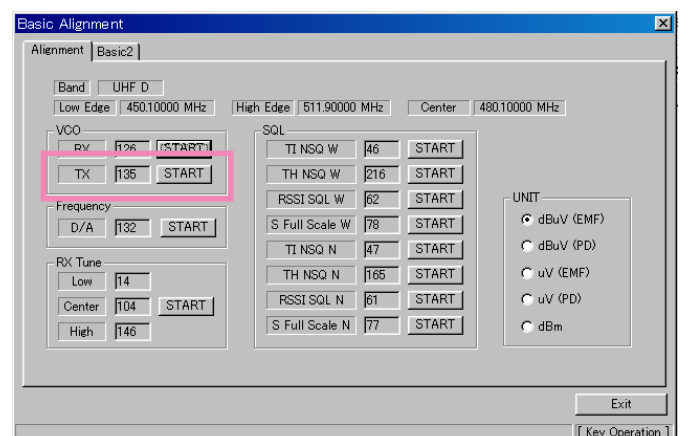 Basic Alignment
Alignment Basic2
Band UHF D
Low Edge 450.10000 MHz High Edge 511.90000 MHz Center 480.10000 MHz
VCO
RX 126 START
TX 135 START
Frequency
D/A 132 START
RX Tune
Low 14
Center 104 START
High 146
SQL
TI NSQ W 46 START
TH NSQ W 216 START
RSSI SQL W 62 START
S Full Scale W 78 START
TI NSQ N 47 START
TH NSQ N 165 START
RSSI SQL N 61 START
S Full Scale N 77 START
UNIT
dBuV (EMF)
dBuV (PD)
uV (EMF)
uV (PD)
dBm
Exit
[ Key Operation ]